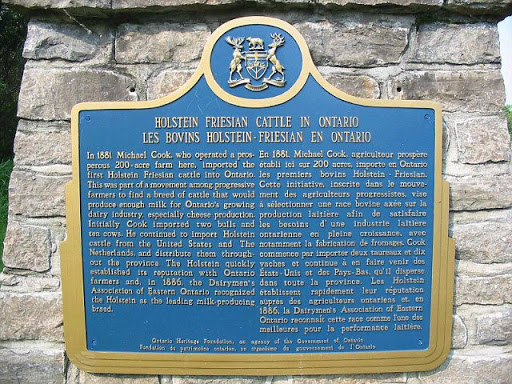 HOLSTEIN FRIESIAN CATTLE IN ONTARIO
LES BOVINS HOLSTEIN-FRIESIAN EN ONTARIO
In 1881 Michael Cook, who operated a pros-
perous 200-acre farm here, imported the
first Holstein Friesian cattle into Ontario.
This was part of a movement among progressive
farmers to find a breed of cattle that would
produce enough milk for Ontario's growing
dairy industry, especially cheese production.
Initially Cook imported two bulls and
ten cows. He continued to import Holstein
cattle from the United States and The
Netherlands, and distribute them through-
out the province. The Holstein quickly
established its reputation with Ontario
farmers and, in 1886, the Dairymen's
Association of Eastern Ontario recognized
the Holstein as the leading milk-producing
breed.
En 1881, Michael Cook, agriculteur prospère
établi ici sur 200 acres, importe en Ontario
les premiers bovins Holstein-Friesian.
Cette initiative, inscrite dans le mouve-
ment des agriculteurs progressistes, vise
à sélectionner une race bovine axée sur la
production laitière afin de satisfaire
les besoins d'une industrie laitière
ontarienne en pleine croissance, avec
notamment la fabrication de fromages. Cook
commence par importer deux taureaux et dix
vaches et continue à en faire venir des
États-Unis et des Pays-Bas, qu'il disperse
dans toute la province. Les Holstein
établissent rapidement leur réputation
auprès des agriculteurs ontariens et, en
1886, la Dairymen's Association of Eastern
Ontario reconnaît cette race comme l'une des
meilleures pour la performance laitière.
Ontario Heritage Foundation, an agency of the Government of Ontario
Fondation du patrimoine ontarien, un organisme du gouvernement de l'Ontario